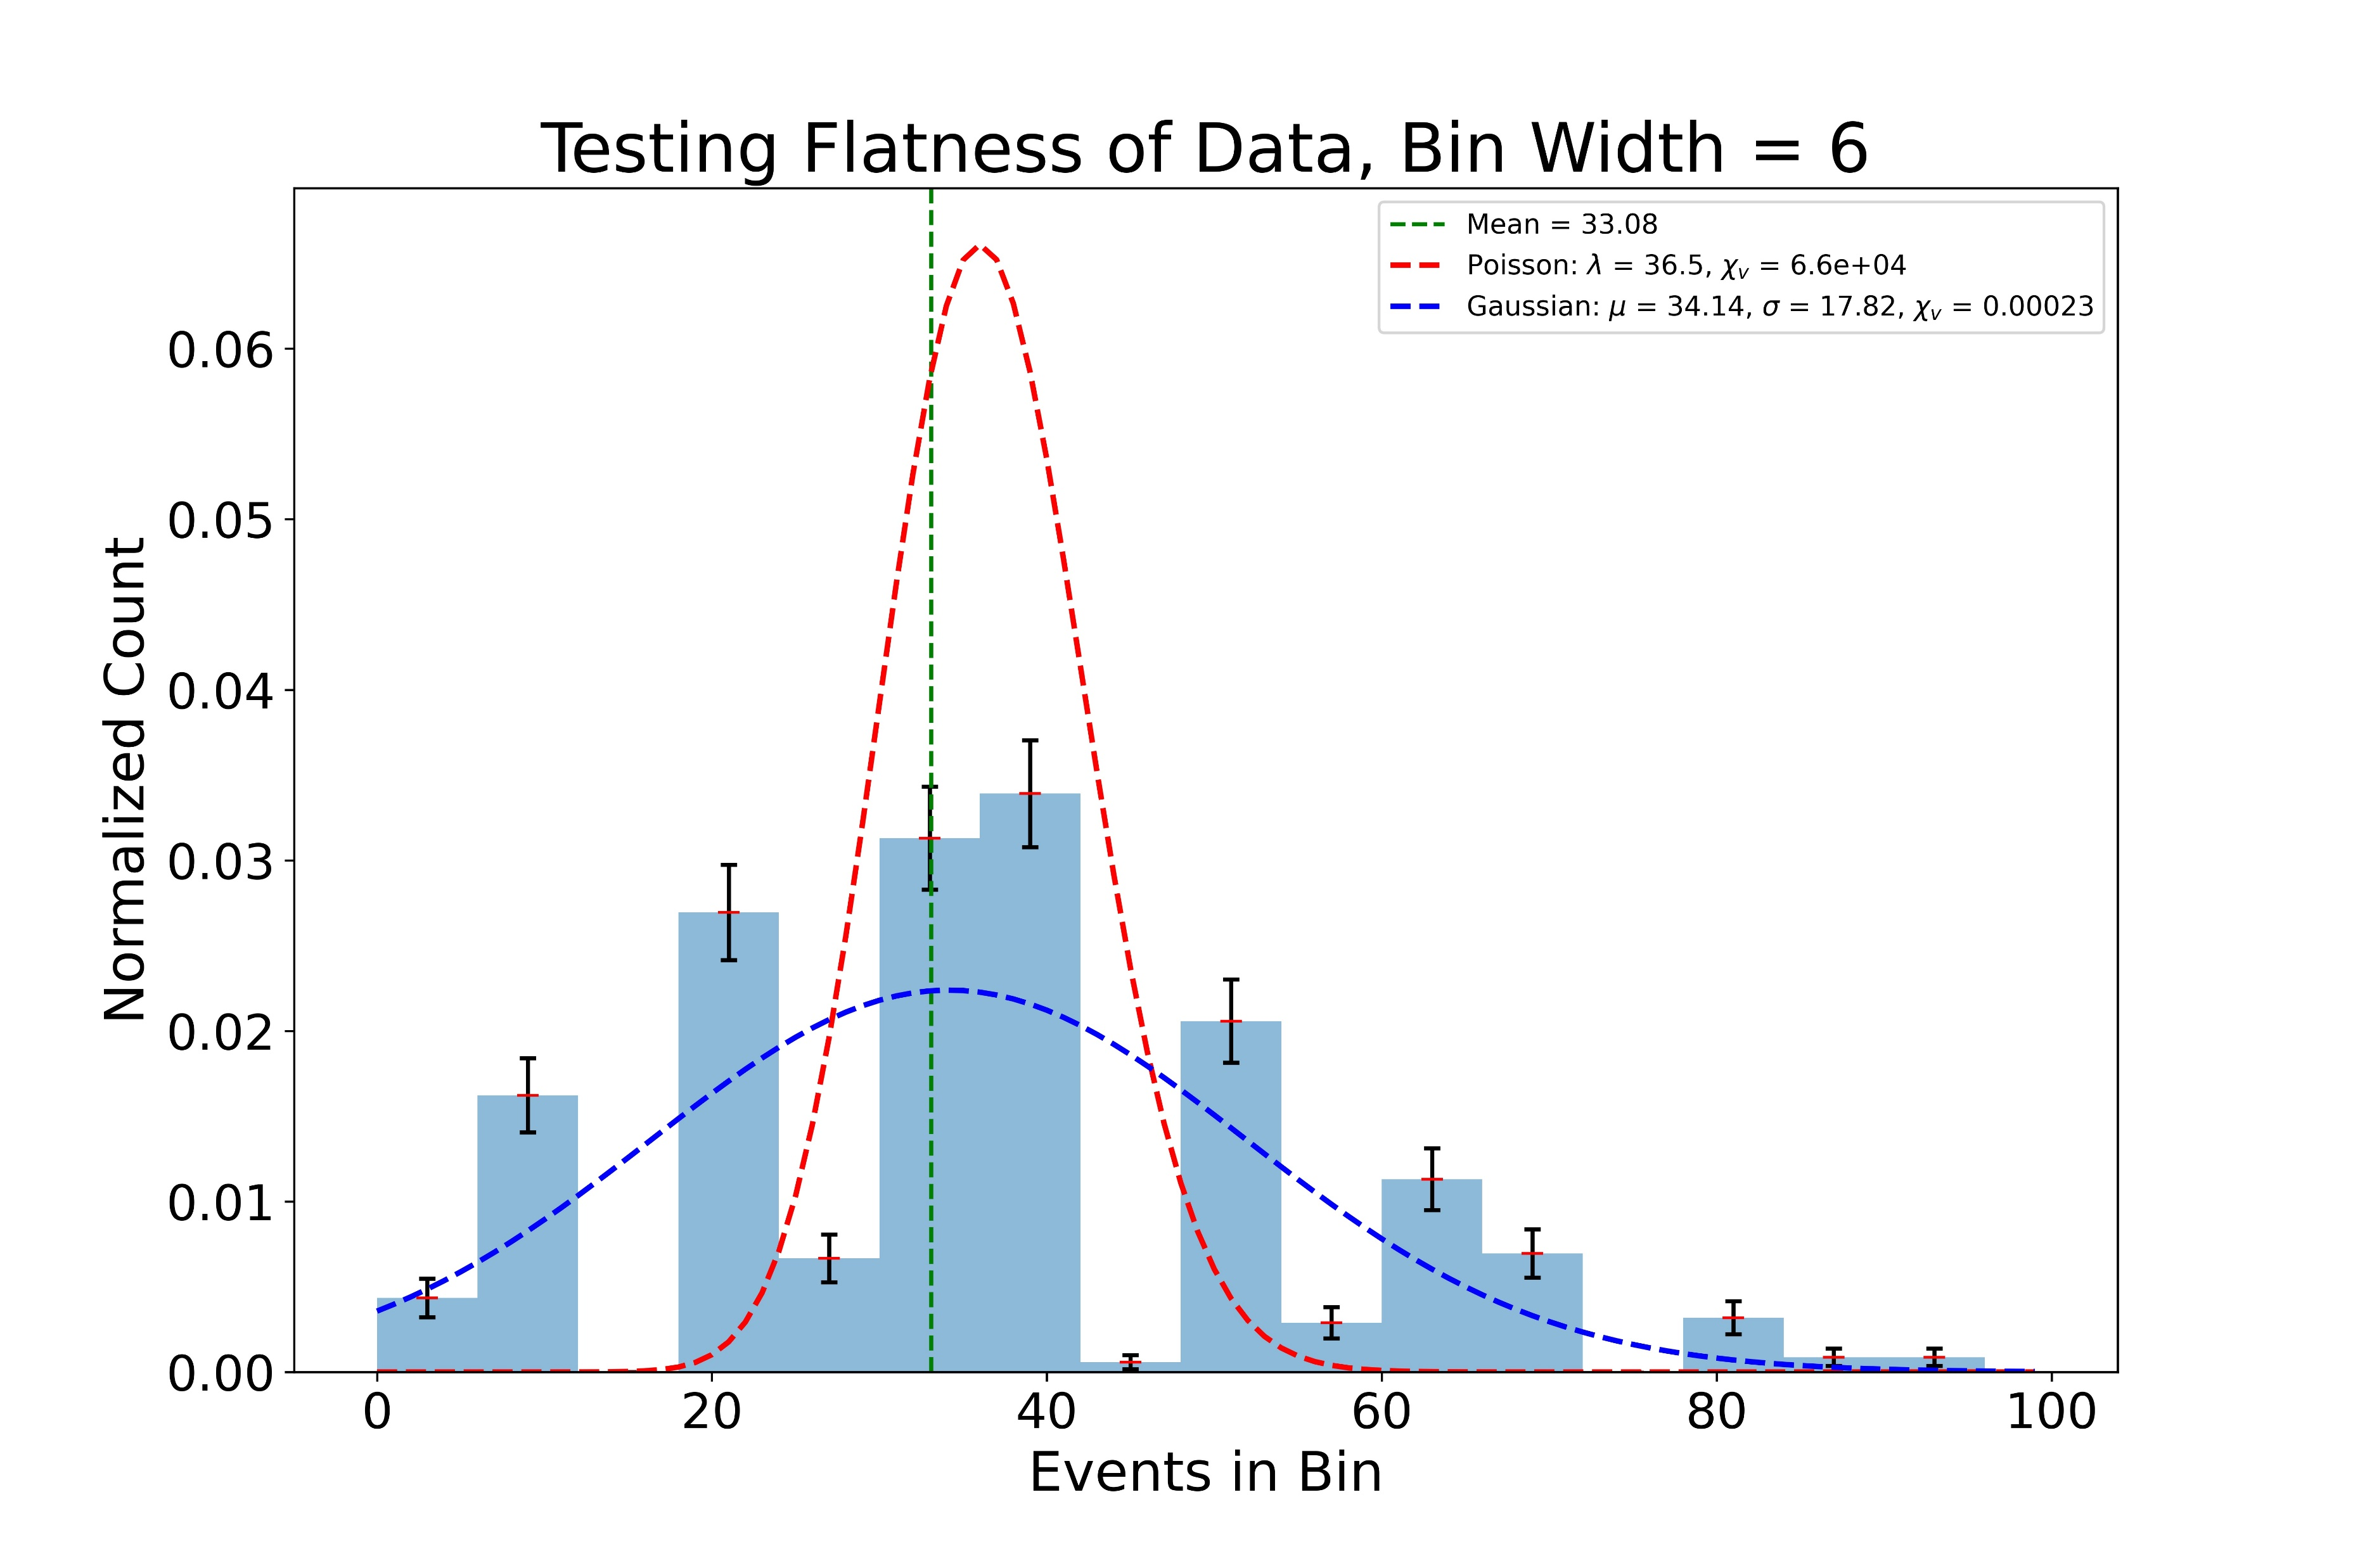 Testing Flatness of Data, Bin Width = 6
Mean = 33.08
Poisson: λ = 36.5, χᵥ = 6.6e+04
Gaussian: μ = 34.14, σ = 17.82, χᵥ = 0.00023
Normalized Count
0.06
0.05
0.04
0.03
0.02
0.01
0.00
0 20 40 60 80 100
Events in Bin